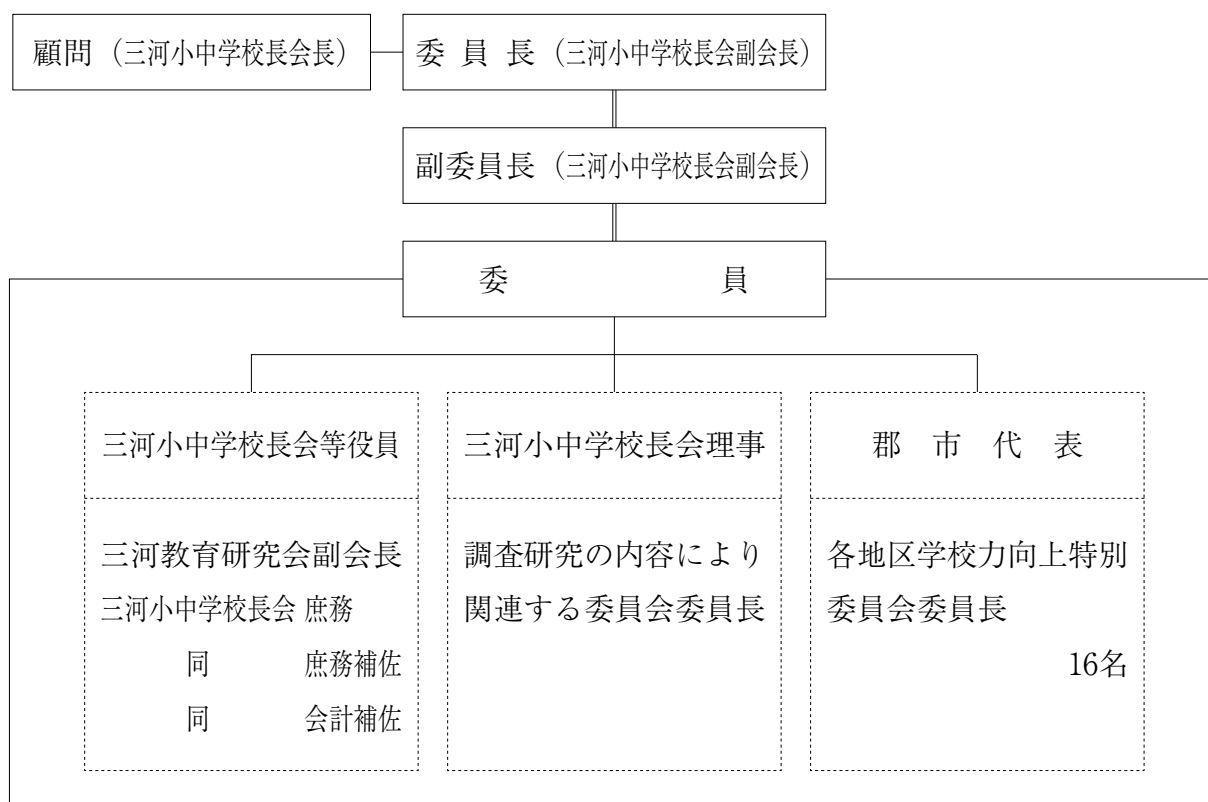 顧問（三河小中学校長会長）
委員長（三河小中学校長会副会長）
副委員長（三河小中学校長会副会長）
委員
三河小中学校長会等役員
三河教育研究会副会長
三河小中学校長会 庶務
同 庶務補佐
同 会計補佐
三河小中学校長会理事
調査研究の内容により
関連する委員会委員長
郡市代表
各地区学校力向上特別
委員会委員長
16名